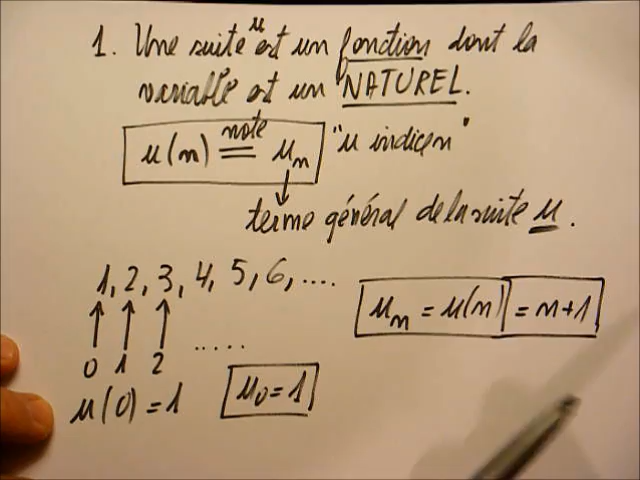 1. Une suite u est un fonction dont la
variable est un NATUREL.
u(n) note = un "u indice n"
↓
terme général de la suite u.
1, 2, 3, 4, 5, 6, ....
un = u(n) = n+1
↑ ↑ ↑
0 1 2 .....
u(0) = 1 u0 = 1